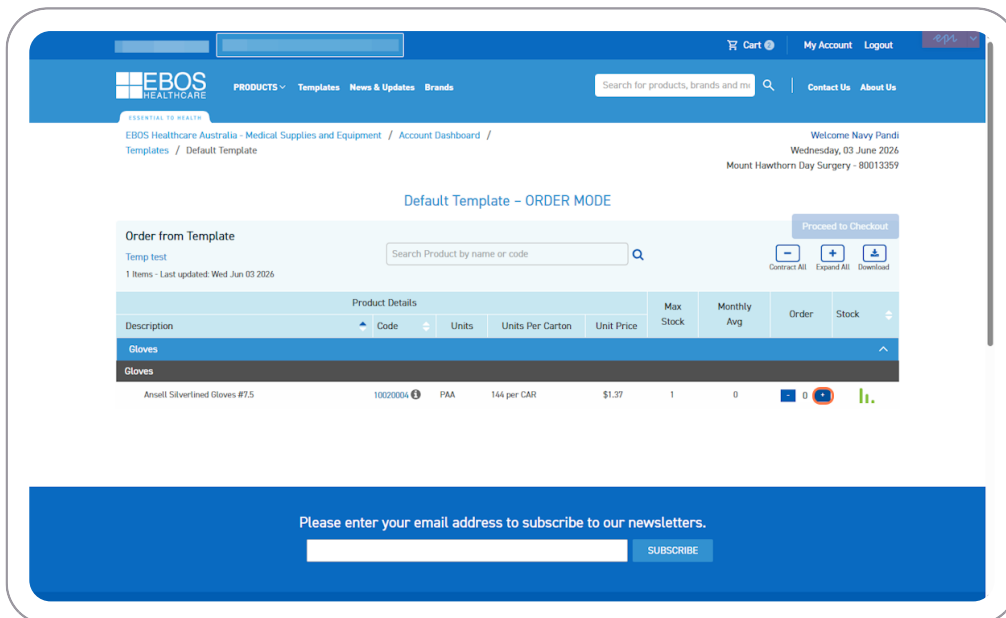 Cart
My Account Logout
EBOS
HEALTHCARE
ESSENTIAL TO HEALTH
PRODUCTS Templates News & Updates Brands
Search for products, brands and mo
Contact Us About Us
EBOS Healthcare Australia - Medical Supplies and Equipment / Account Dashboard /
Templates / Default Template
Welcome Navy Pandi
Wednesday, 03 June 2026
Mount Hawthorn Day Surgery - 80013359
Default Template – ORDER MODE
Proceed to Checkout
Order from Template
Temp test
1 Items - Last updated: Wed Jun 03 2026
Search Product by name or code
Contract All Expand All Download
Product Details
Max Stock
Monthly Avg
Order
Stock
Description Code Units Units Per Carton Unit Price
Gloves
Gloves
Ansell Silvertined Gloves #7.5 10020004 PAA 144 per CAR $1.37 1 0 - 0 +
Please enter your email address to subscribe to our newsletters.
SUBSCRIBE